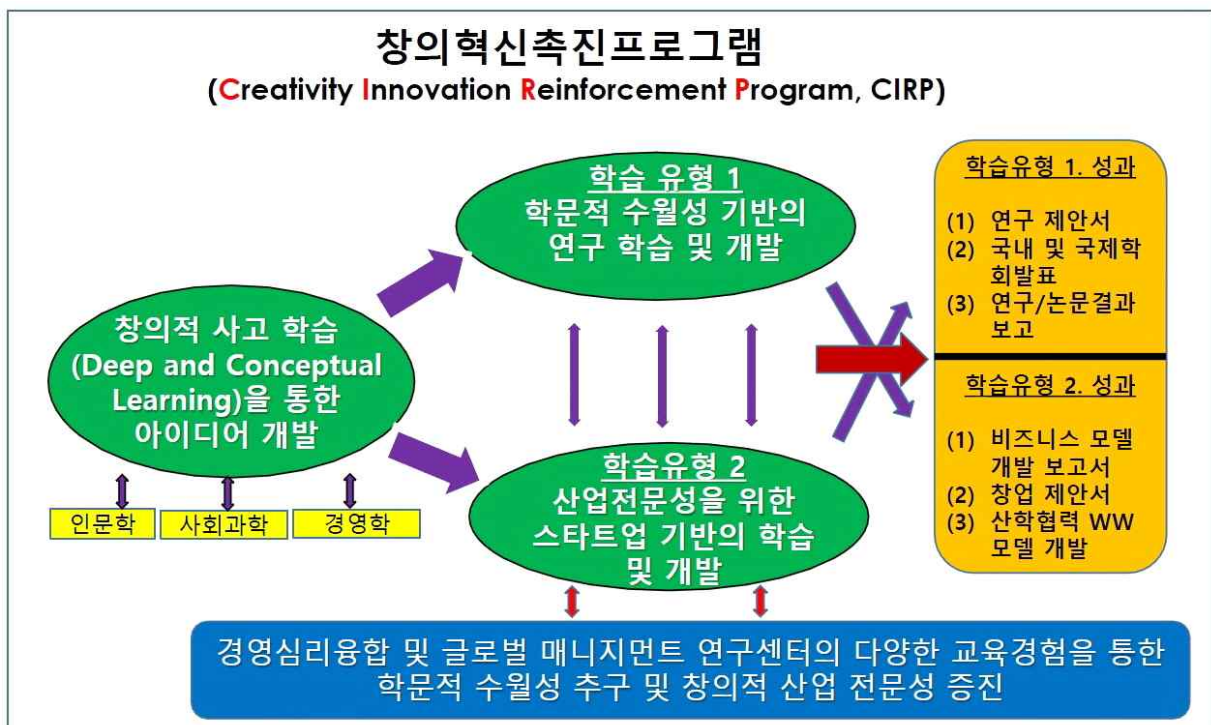 창의혁신촉진프로그램
(Creativity Innovation Reinforcement Program, CIRP)
창의적 사고 학습
(Deep and Conceptual
Learning)을 통한
아이디어 개발
인문학
사회과학
경영학
학습 유형 1
학문적 수월성 기반의
연구 학습 및 개발
학습유형 2
산업전문성을 위한
스타트업 기반의 학습
및 개발
학습유형 1. 성과
(1) 연구 제안서
(2) 국내 및 국제학
회발표
(3) 연구/논문결과
보고
학습유형 2. 성과
(1) 비즈니스 모델
개발 보고서
(2) 창업 제안서
(3) 산학협력 WW
모델 개발
경영심리융합 및 글로벌 매니지먼트 연구센터의 다양한 교육경험을 통한
학문적 수월성 추구 및 창의적 산업 전문성 증진